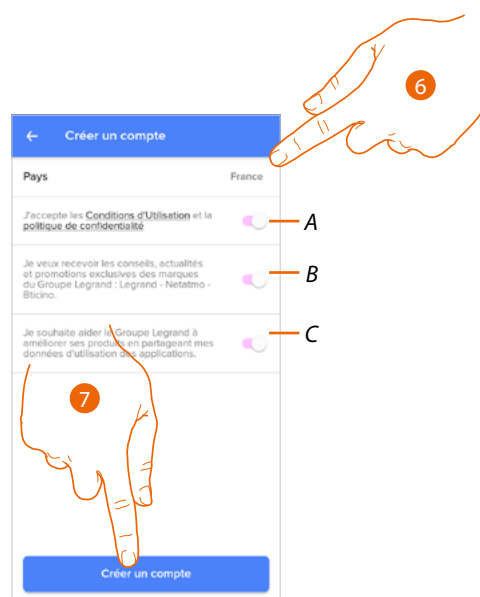 6
← Créer un compte
Pays France
J'accepte les Conditions d'Utilisation et la
politique de confidentialité
A
Je veux recevoir les conseils, actualités
et promotions exclusives des marques
du Groupe Legrand : Legrand - Netatmo -
Bticino.
B
Je souhaite aider le Groupe Legrand à
améliorer ses produits en partageant mes
données d'utilisation des applications.
C
7
Créer un compte